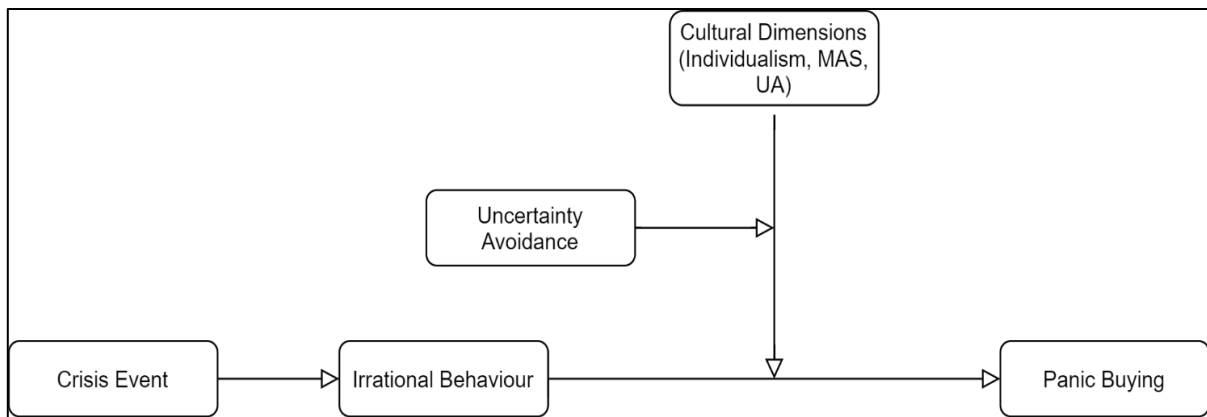 Cultural Dimensions
(Individualism, MAS,
UA)
Uncertainty
Avoidance
Crisis Event
Irrational Behaviour
Panic Buying